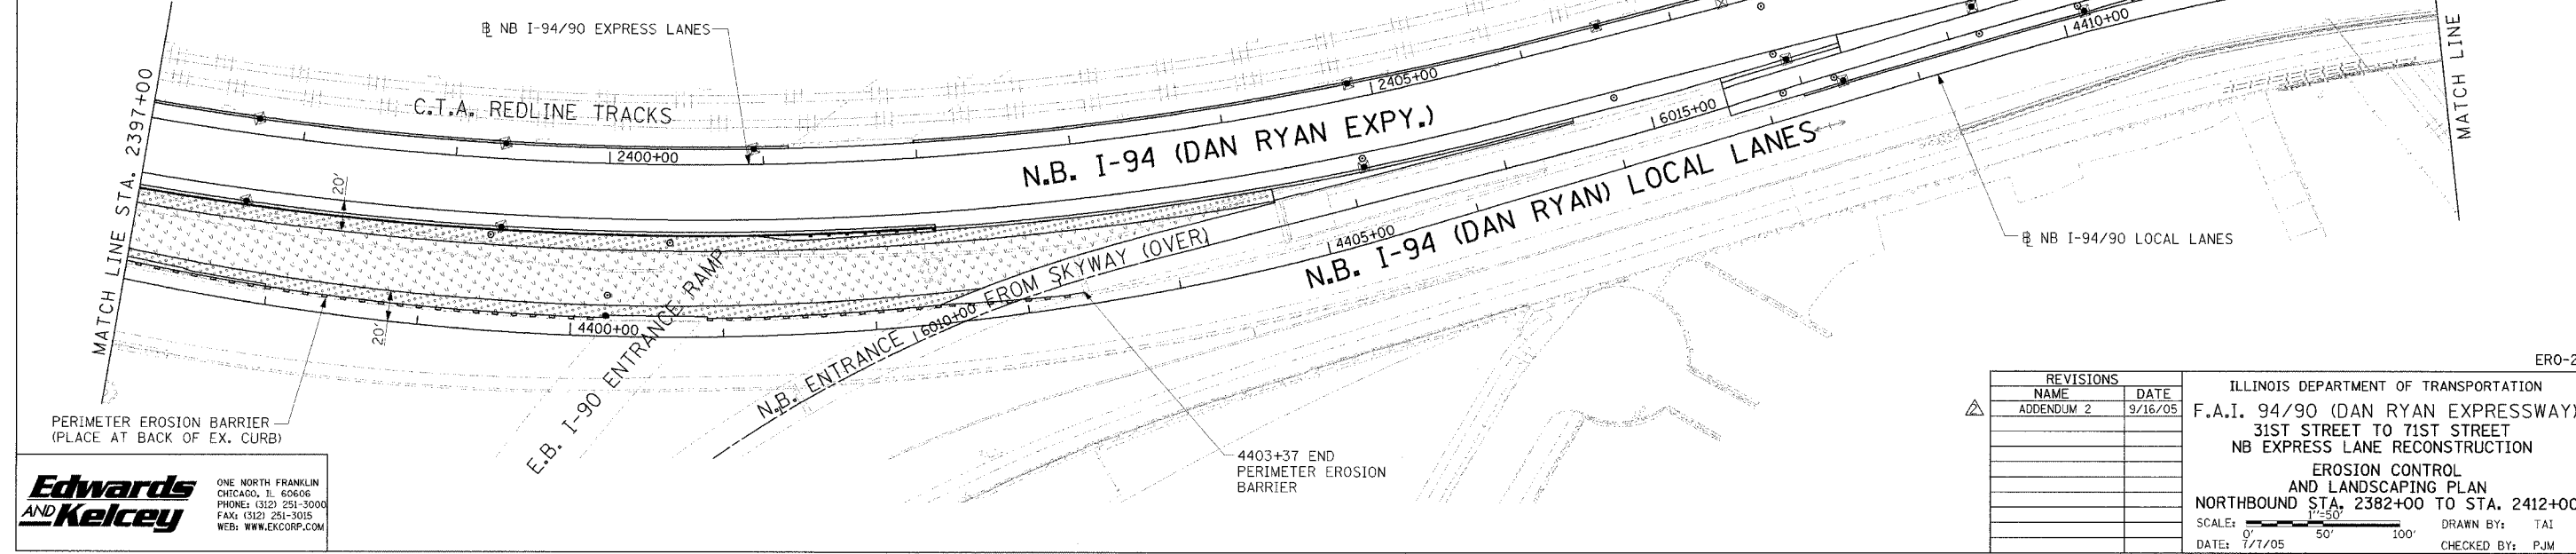 ℞ NB I-94/90 EXPRESS LANES
MATCH LINE STA. 2397+00
C.T.A. REDLINE TRACKS
2400+00
2405+00
N.B. I-94 (DAN RYAN EXPY.)
6015+00
4410+00
MATCH LINE
20'
N.B. I-94 (DAN RYAN) LOCAL LANES
4405+00
℞ NB I-94/90 LOCAL LANES
20'
4400+00
E.B. I-90 ENTRANCE RAMP
N.B. ENTRANCE FROM SKYWAY (OVER)
6010+00
PERIMETER EROSION BARRIER
(PLACE AT BACK OF EX. CURB)
4403+37 END
PERIMETER EROSION
BARRIER
Edwards
AND Kelcey
ONE NORTH FRANKLIN
CHICAGO, IL 60606
PHONE: (312) 251-3000
FAX: (312) 251-3015
WEB: WWW.EKCORP.COM
ERO-2
REVISIONS
NAME DATE
2 ADDENDUM 2 9/16/05
ILLINOIS DEPARTMENT OF TRANSPORTATION
F.A.I. 94/90 (DAN RYAN EXPRESSWAY)
31ST STREET TO 71ST STREET
NB EXPRESS LANE RECONSTRUCTION
EROSION CONTROL
AND LANDSCAPING PLAN
NORTHBOUND STA. 2382+00 TO STA. 2412+00
SCALE: 1"=50'
0' 50' 100'
DATE: 7/7/05
DRAWN BY: TAI
CHECKED BY: PJM